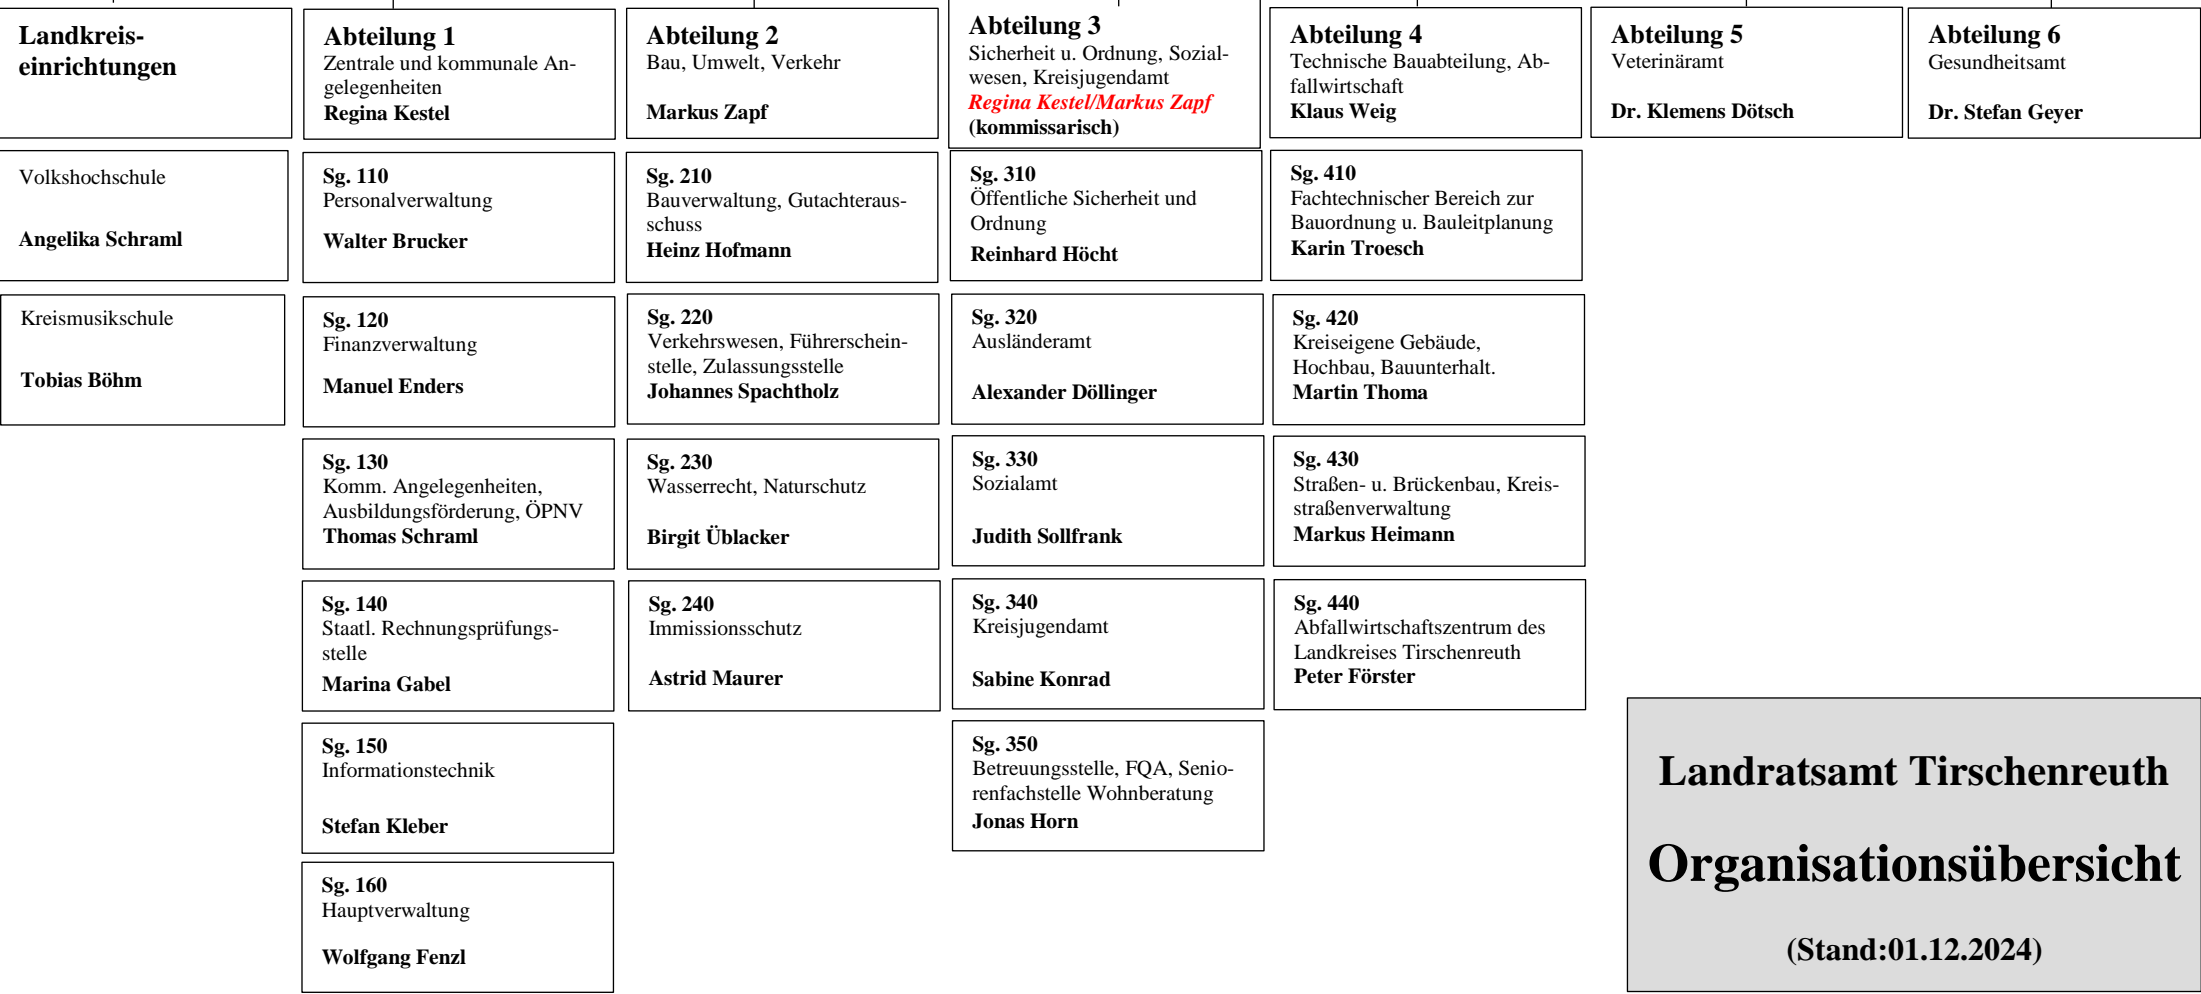 Landkreis-
einrichtungen
Volkshochschule
Angelika Schraml
Kreismusikschule
Tobias Böhm
Abteilung 1
Zentrale und kommunale An-
gelegenheiten
Regina Kestel
Sg. 110
Personalverwaltung
Walter Brucker
Sg. 120
Finanzverwaltung
Manuel Enders
Sg. 130
Komm. Angelegenheiten,
Ausbildungsförderung, ÖPNV
Thomas Schraml
Sg. 140
Staatl. Rechnungsprüfungs-
stelle
Marina Gabel
Sg. 150
Informationstechnik
Stefan Kleber
Sg. 160
Hauptverwaltung
Wolfgang Fenzl
Abteilung 2
Bau, Umwelt, Verkehr
Markus Zapf
Sg. 210
Bauverwaltung, Gutachteraus-
schuss
Heinz Hofmann
Sg. 220
Verkehrswesen, Führerschein-
stelle, Zulassungsstelle
Johannes Spachtholz
Sg. 230
Wasserrecht, Naturschutz
Birgit Üblacker
Sg. 240
Immissionsschutz
Astrid Maurer
Abteilung 3
Sicherheit u. Ordnung, Sozial-
wesen, Kreisjugendamt
Regina Kestel/Markus Zapf
(kommissarisch)
Sg. 310
Öffentliche Sicherheit und
Ordnung
Reinhard Höcht
Sg. 320
Ausländeramt
Alexander Döllinger
Sg. 330
Sozialamt
Judith Sollfrank
Sg. 340
Kreisjugendamt
Sabine Konrad
Sg. 350
Betreuungsstelle, FQA, Senio-
renfachstelle Wohnberatung
Jonas Horn
Abteilung 4
Technische Bauabteilung, Ab-
fallwirtschaft
Klaus Weig
Sg. 410
Fachtechnischer Bereich zur
Bauordnung u. Bauleitplanung
Karin Troesch
Sg. 420
Kreiseigene Gebäude,
Hochbau, Bauunterhalt.
Martin Thoma
Sg. 430
Straßen- u. Brückenbau, Kreis-
straßenverwaltung
Markus Heimann
Sg. 440
Abfallwirtschaftszentrum des
Landkreises Tirschenreuth
Peter Förster
Abteilung 5
Veterinäramt
Dr. Klemens Dötsch
Abteilung 6
Gesundheitsamt
Dr. Stefan Geyer
Landratsamt Tirschenreuth
Organisationsübersicht
(Stand:01.12.2024)